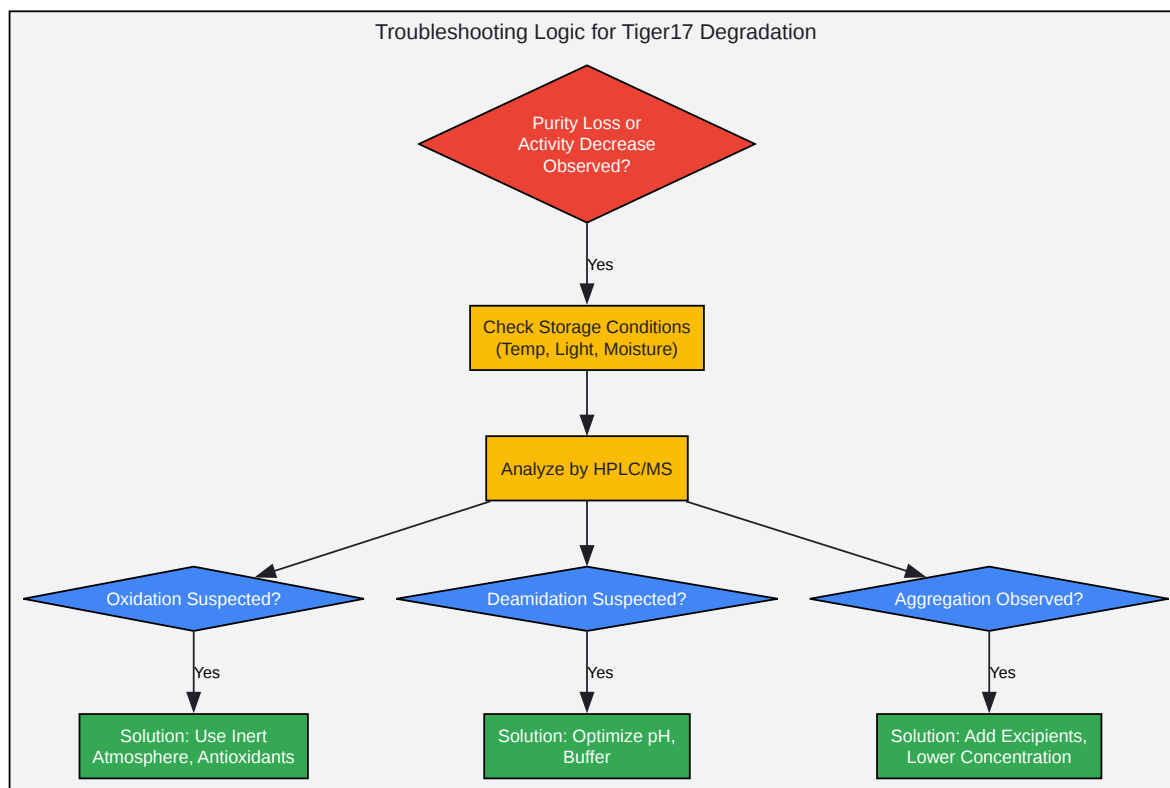 Troubleshooting Logic for Tiger17 Degradation
Purity Loss or
Activity Decrease
Observed?
Yes
Check Storage Conditions
(Temp, Light, Moisture)
Analyze by HPLC/MS
Oxidation Suspected?
Deamidation Suspected?
Aggregation Observed?
Yes
Yes
Yes
Solution: Use Inert
Atmosphere, Antioxidants
Solution: Optimize pH,
Buffer
Solution: Add Excipients,
Lower Concentration